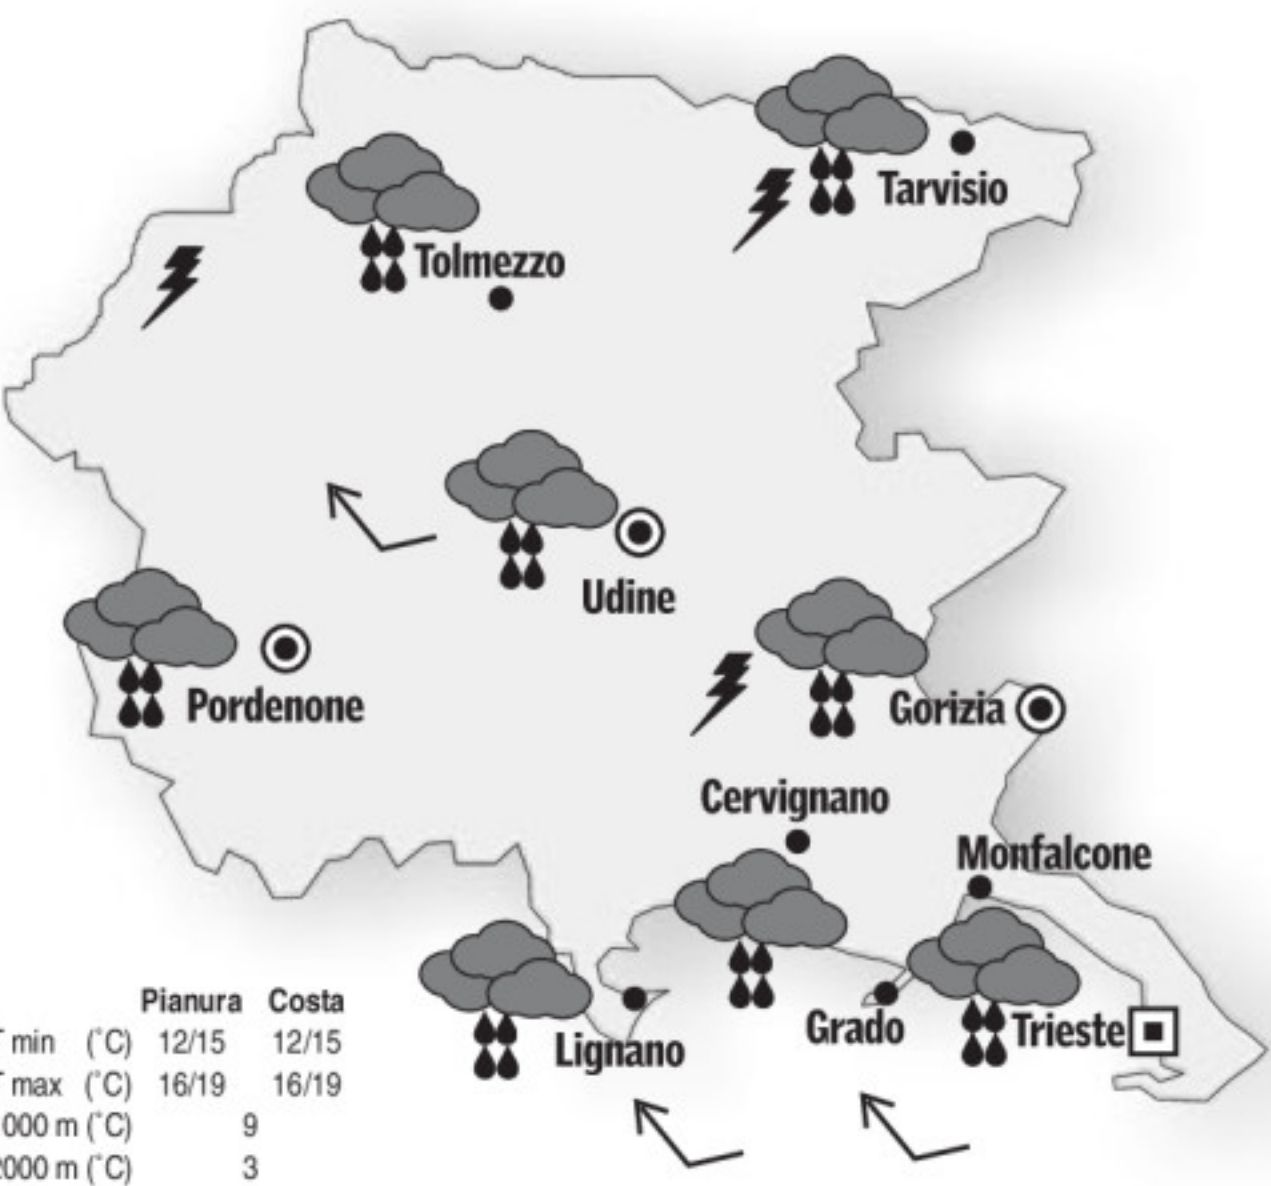 Tarvisio
Tolmezzo
Udine
Pordenone
Gorizia
Cervignano
Monfalcone
Grado
Trieste
Lignano
Pianura Costa
min (°C) 12/15 12/15
max (°C) 16/19 16/19
000 m (°C) 9
2000 m (°C) 3